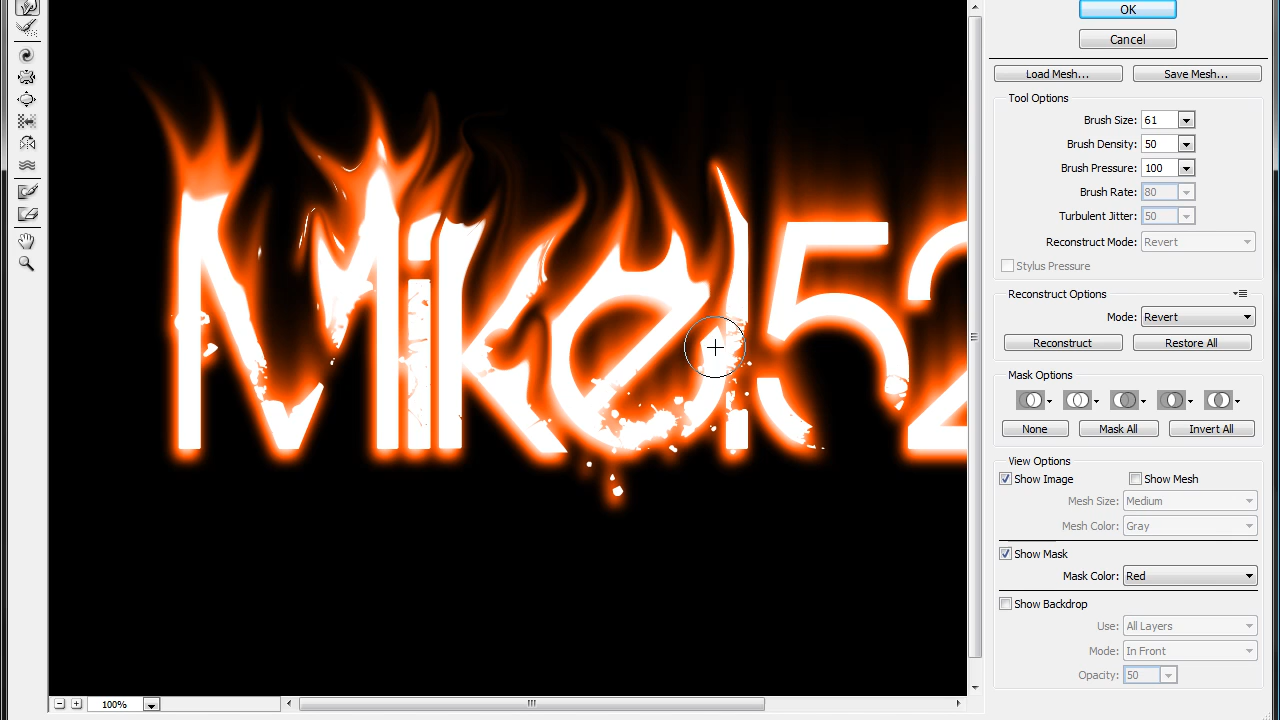 OK
Cancel
Load Mesh... Save Mesh...
Tool Options
Brush Size: 61
Brush Density: 50
Brush Pressure: 100
Brush Rate: 80
Turbulent Jitter: 50
Reconstruct Mode: Revert
Stylus Pressure
Reconstruct Options
Mode: Revert
Reconstruct Restore All
Mask Options
None Mask All Invert All
View Options
Show Image Show Mesh
Mesh Size: Medium
Mesh Color: Gray
Show Mask
Mask Color: Red
Show Backdrop
Use: All Layers
Mode: In Front
Opacity: 50
Mikel52
100%